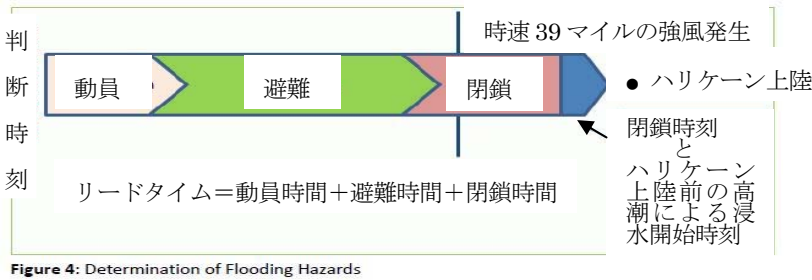 判
断
時
刻
時速 39 マイルの強風発生
動員
避難
閉鎖
● ハリケーン上陸
閉鎖時刻
と
ハリケーン
上陸前の高
潮による浸
水開始時刻
リードタイム＝動員時間＋避難時間＋閉鎖時間
Figure 4: Determination of Flooding Hazards